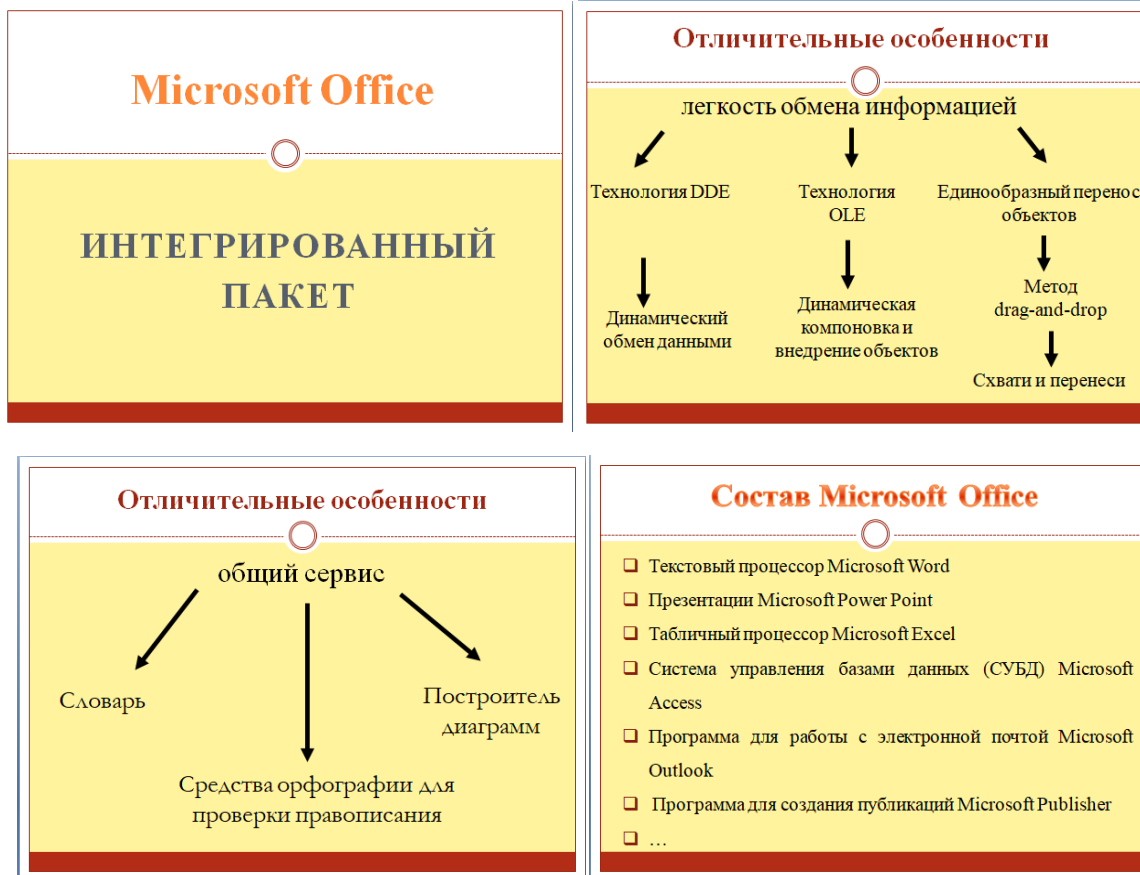 Microsoft Office
ИНТЕГРИРОВАННЫЙ
ПАКЕТ
Отличительные особенности
легкость обмена информацией
Технология DDE
Динамический
обмен данными
Технология
OLE
Динамическая
компоновка и
внедрение объектов
Единообразный перенос
объектов
Метод
drag-and-drop
Схвати и перенеси
Отличительные особенности
общий сервис
Словарь
Средства орфографии для
проверки правописания
Построитель
диаграмм
Состав Microsoft Office
Текстовый процессор Microsoft Word
Презентации Microsoft Power Point
Табличный процессор Microsoft Excel
Система управления базами данных (СУБД) Microsoft
Access
Программа для работы с электронной почтой Microsoft
Outlook
Программа для создания публикаций Microsoft Publisher
…